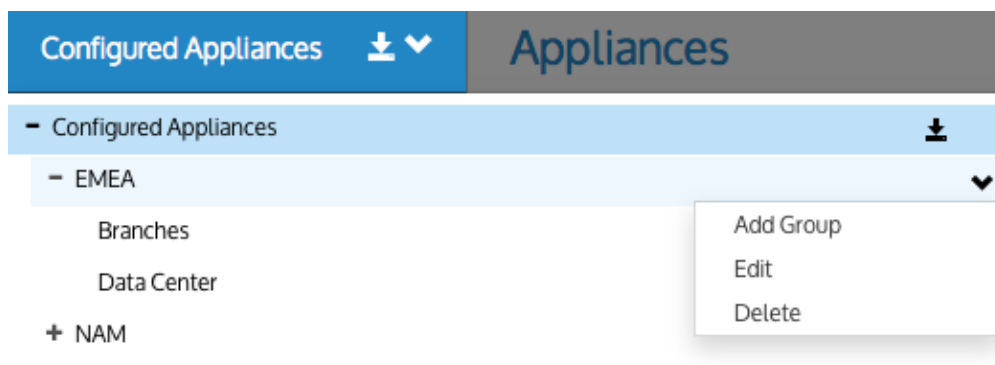 Configured Appliances Appliances
Configured Appliances
EMEA
Branches
Add Group
Edit
Data Center
Delete
NAM